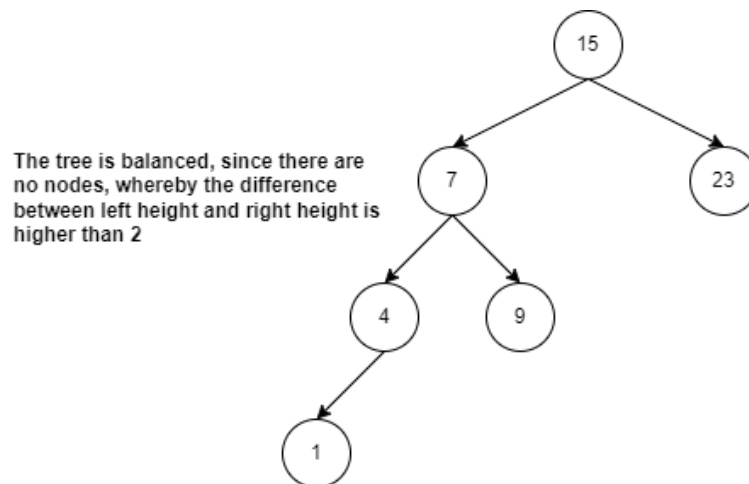 15
The tree is balanced, since there are
no nodes, whereby the difference
between left height and right height is
higher than 2
7
23
4
9
1